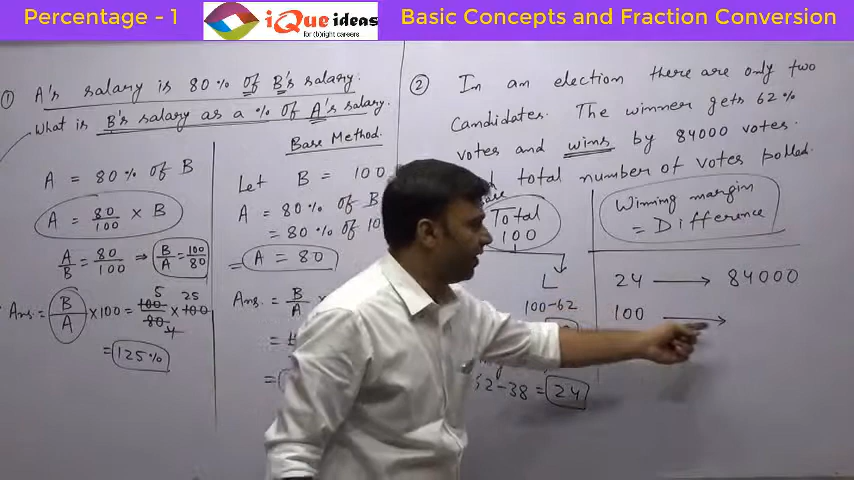 Percentage - 1
iQue ideas
for (b)right careers
Basic Concepts and Fraction Conversion
① A's salary is 80% of B's salary.
What is B's salary as a % of A's salary.
A = 80% of B
A = 80/100 × B
A/B = 80/100 ⇒ B/A = 100/80
Ans: = B/A × 100 = 100/80 × 100
5 25
4
= 125%
Base Method.
Let B = 100
A = 80% of B
= 80% of 10
= A = 80
Ans: = B/A
=
=
② In an election there are only two
Candidates. The winner gets 62%
votes and wins by 84000 votes.
total number of votes polled.
Total
100
L
100-62
62-38 = 24
Winning margin
= Difference
24 → 84000
100 →